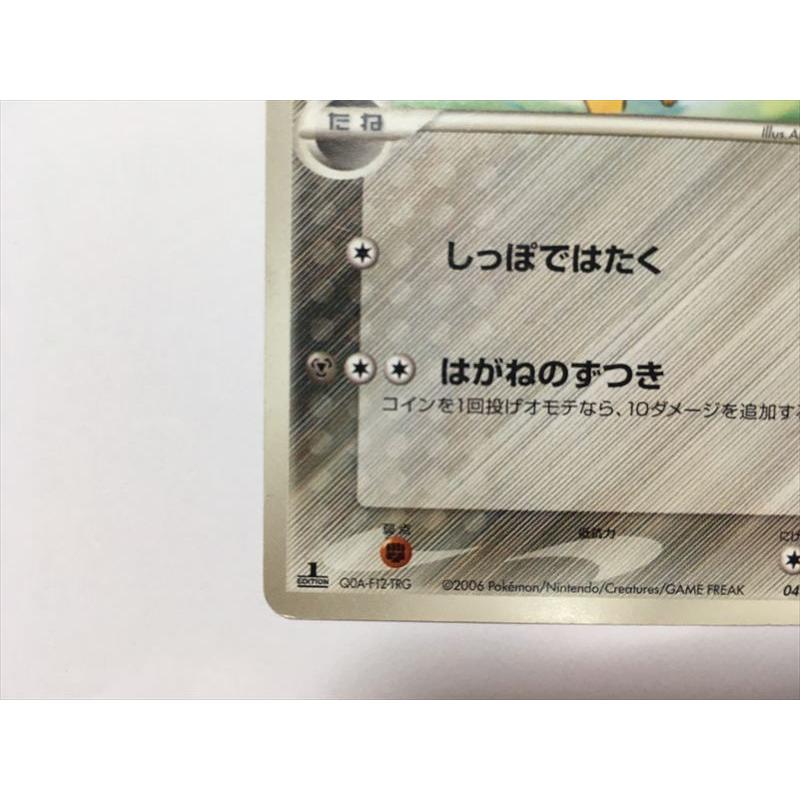 たね
illus A
しっぽではたく
はがねのずつき
コインを1回投げオモテなら、10ダメージを追加する
弱点
抵抗力
にげ
1
EDITION
Q0A-F12-TRG
©2006 Pokémon/Nintendo/Creatures/GAME FREAK
04